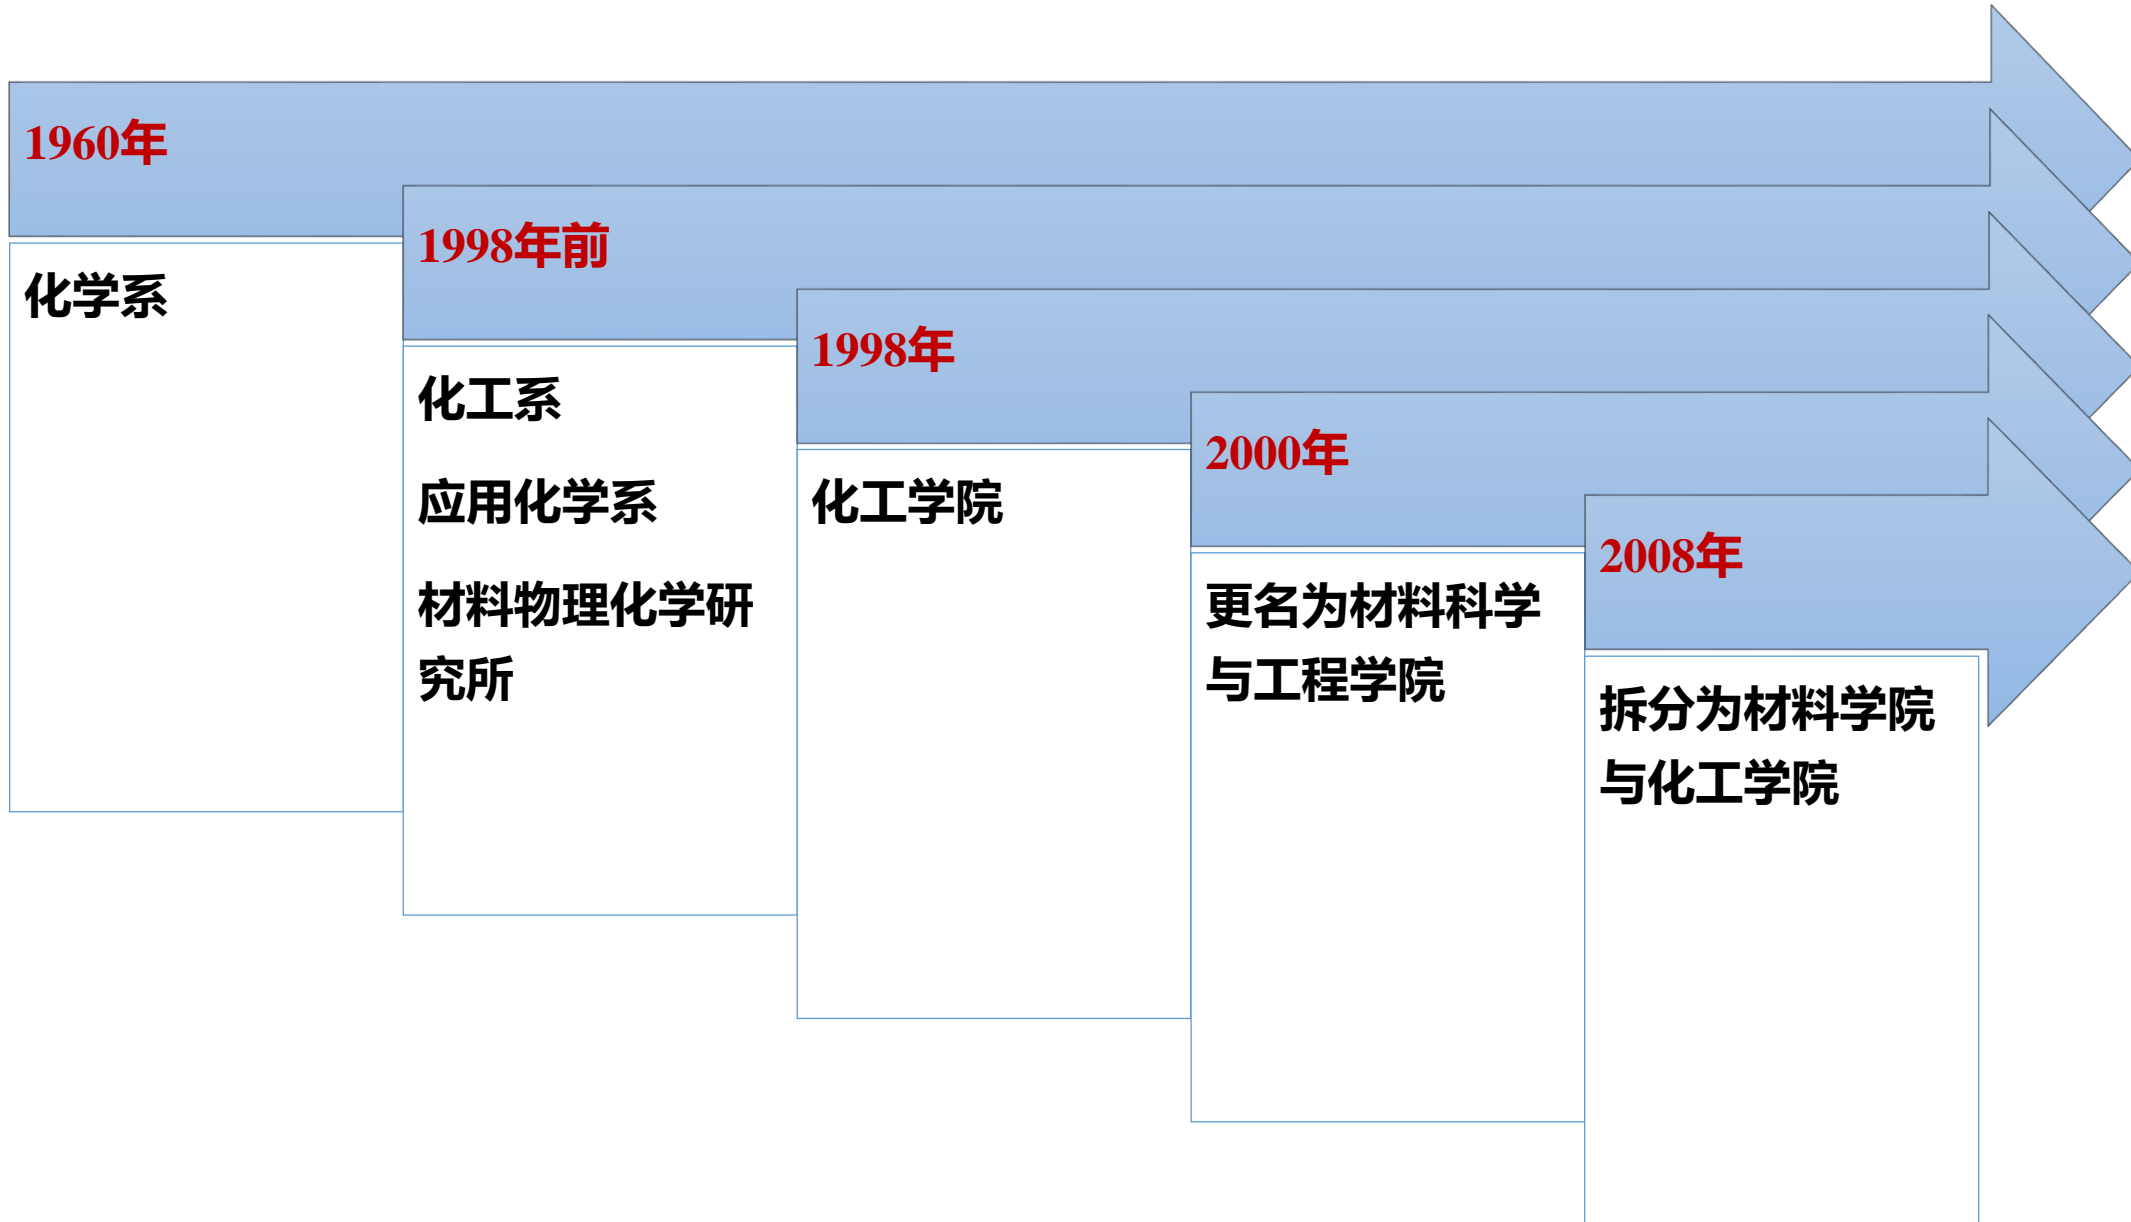 1960年
化学系
1998年前
化工系
应用化学系
材料物理化学研
究所
1998年
化工学院
2000年
更名为材料科学
与工程学院
2008年
拆分为材料学院
与化工学院